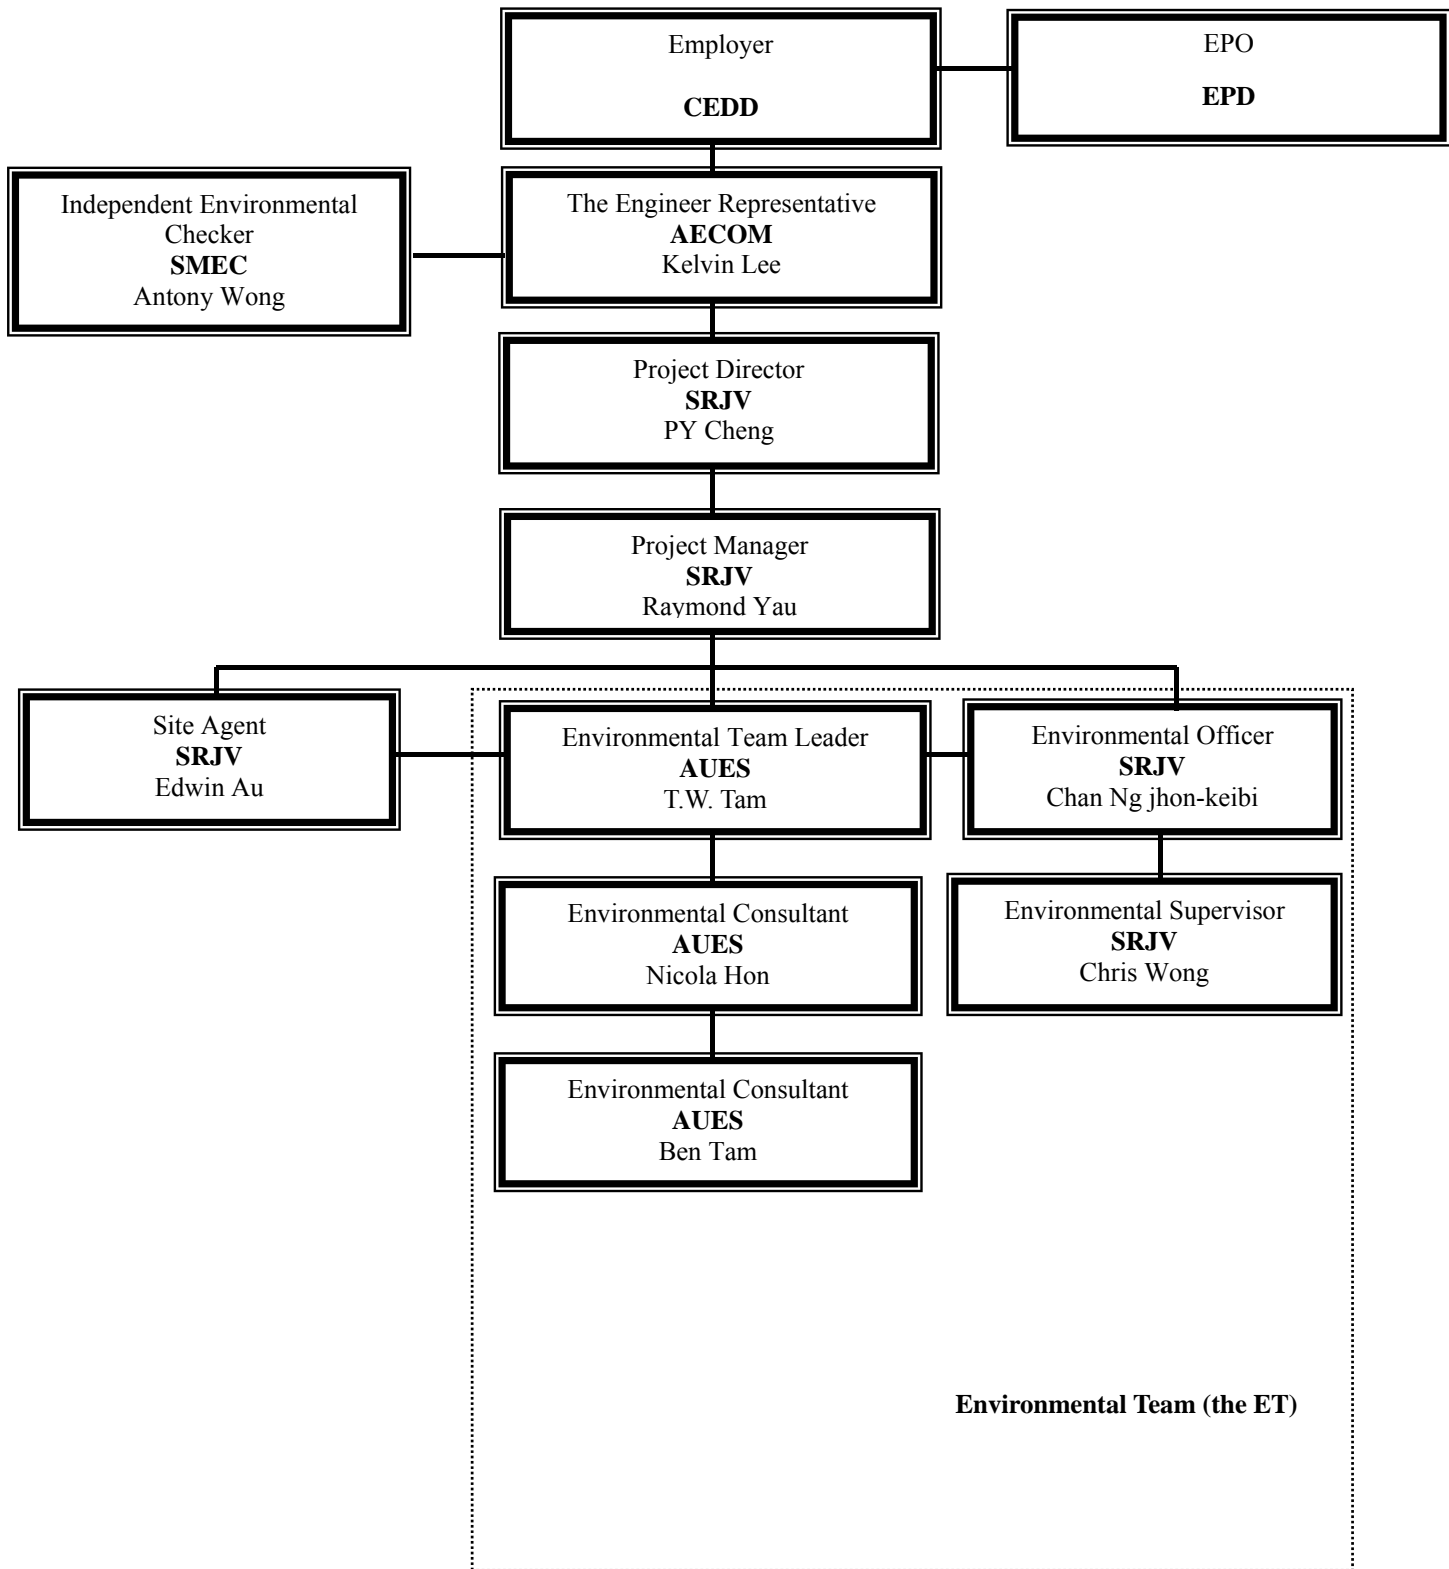 Employer
CEDD
EPO
EPD
Independent Environmental
Checker
SMEC
Antony Wong
The Engineer Representative
AECOM
Kelvin Lee
Project Director
SRJV
PY Cheng
Project Manager
SRJV
Raymond Yau
Site Agent
SRJV
Edwin Au
Environmental Team Leader
AUES
T.W. Tam
Environmental Officer
SRJV
Chan Ng jhon-keibi
Environmental Consultant
AUES
Nicola Hon
Environmental Supervisor
SRJV
Chris Wong
Environmental Consultant
AUES
Ben Tam
Environmental Team (the ET)